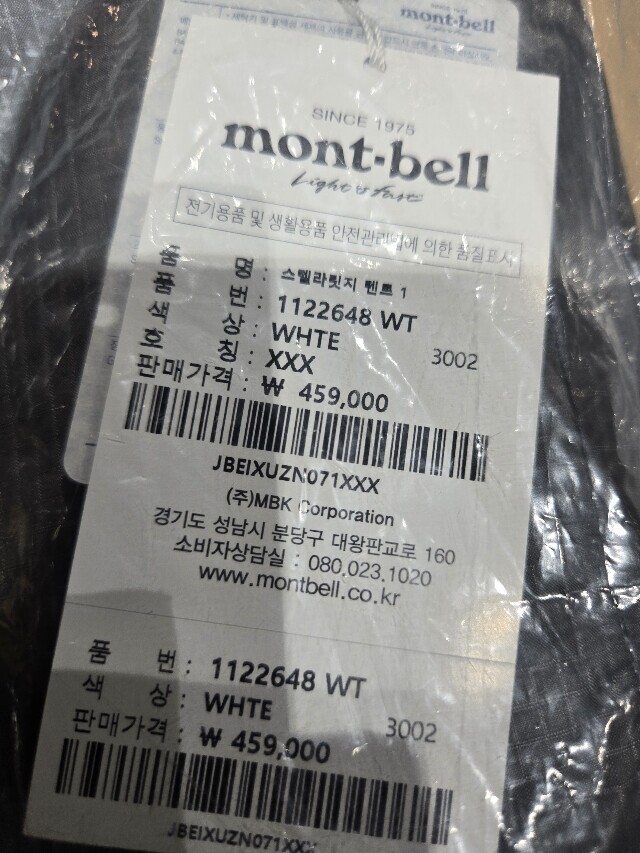 mont-bell
SINCE 1975
mont-bell
Light & Fast
전기용품 및 생활용품 안전관리법에 의한 품질표시
품 명 : 스텔라릿지 텐트 1
품 번 : 1122648 WT
색 상 : WHTE 3002
호 칭 : XXX
판매가격 : ₩ 459,000
JBEIXUZN071XXX
(주)MBK Corporation
경기도 성남시 분당구 대왕판교로 160
소비자상담실 : 080.023.1020
www.montbell.co.kr
품 번 : 1122648 WT
색 상 : WHTE 3002
판매가격 : ₩ 459,000
JBEIXUZN071XXX